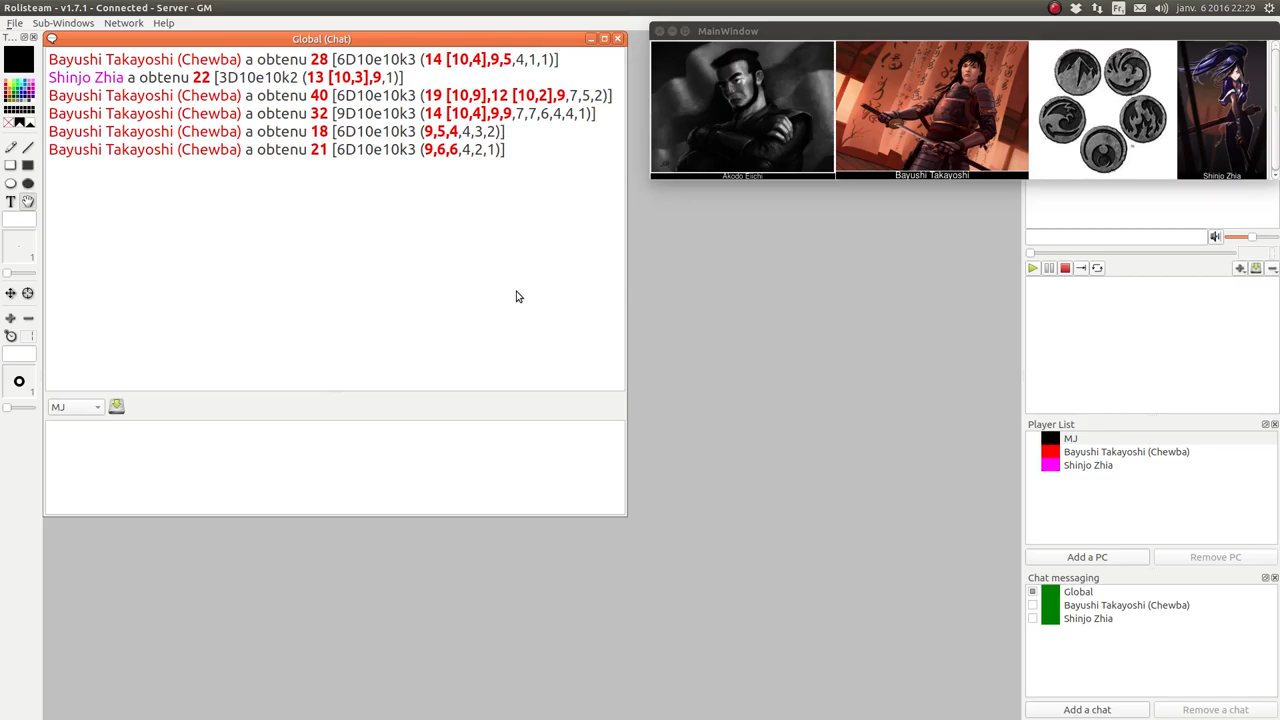 Rolisteam - v1.7.1 - Connected - Server - GM
Fr₁
janv. 6 2016 22:29
File Sub-Windows Network Help
T...
Global (Chat)
MainWindow
Bayushi Takayoshi (Chewba) a obtenu 28 [6D10e10k3 (14 [10,4],9,5,4,1,1)]
Shinjo Zhia a obtenu 22 [3D10e10k2 (13 [10,3],9,1)]
Bayushi Takayoshi (Chewba) a obtenu 40 [6D10e10k3 (19 [10,9],12 [10,2],9,7,5,2)]
Bayushi Takayoshi (Chewba) a obtenu 32 [9D10e10k3 (14 [10,4],9,9,7,7,6,4,4,1)]
Bayushi Takayoshi (Chewba) a obtenu 18 [6D10e10k3 (9,5,4,4,3,2)]
Bayushi Takayoshi (Chewba) a obtenu 21 [6D10e10k3 (9,6,6,4,2,1)]
Akodo Eiichi
Bayushi Takayoshi
Shinjo Zhia
T
1
1
1
MJ
Player List
MJ
Bayushi Takayoshi (Chewba)
Shinjo Zhia
Add a PC Remove PC
Chat messaging
Global
Bayushi Takayoshi (Chewba)
Shinjo Zhia
Add a chat Remove a chat